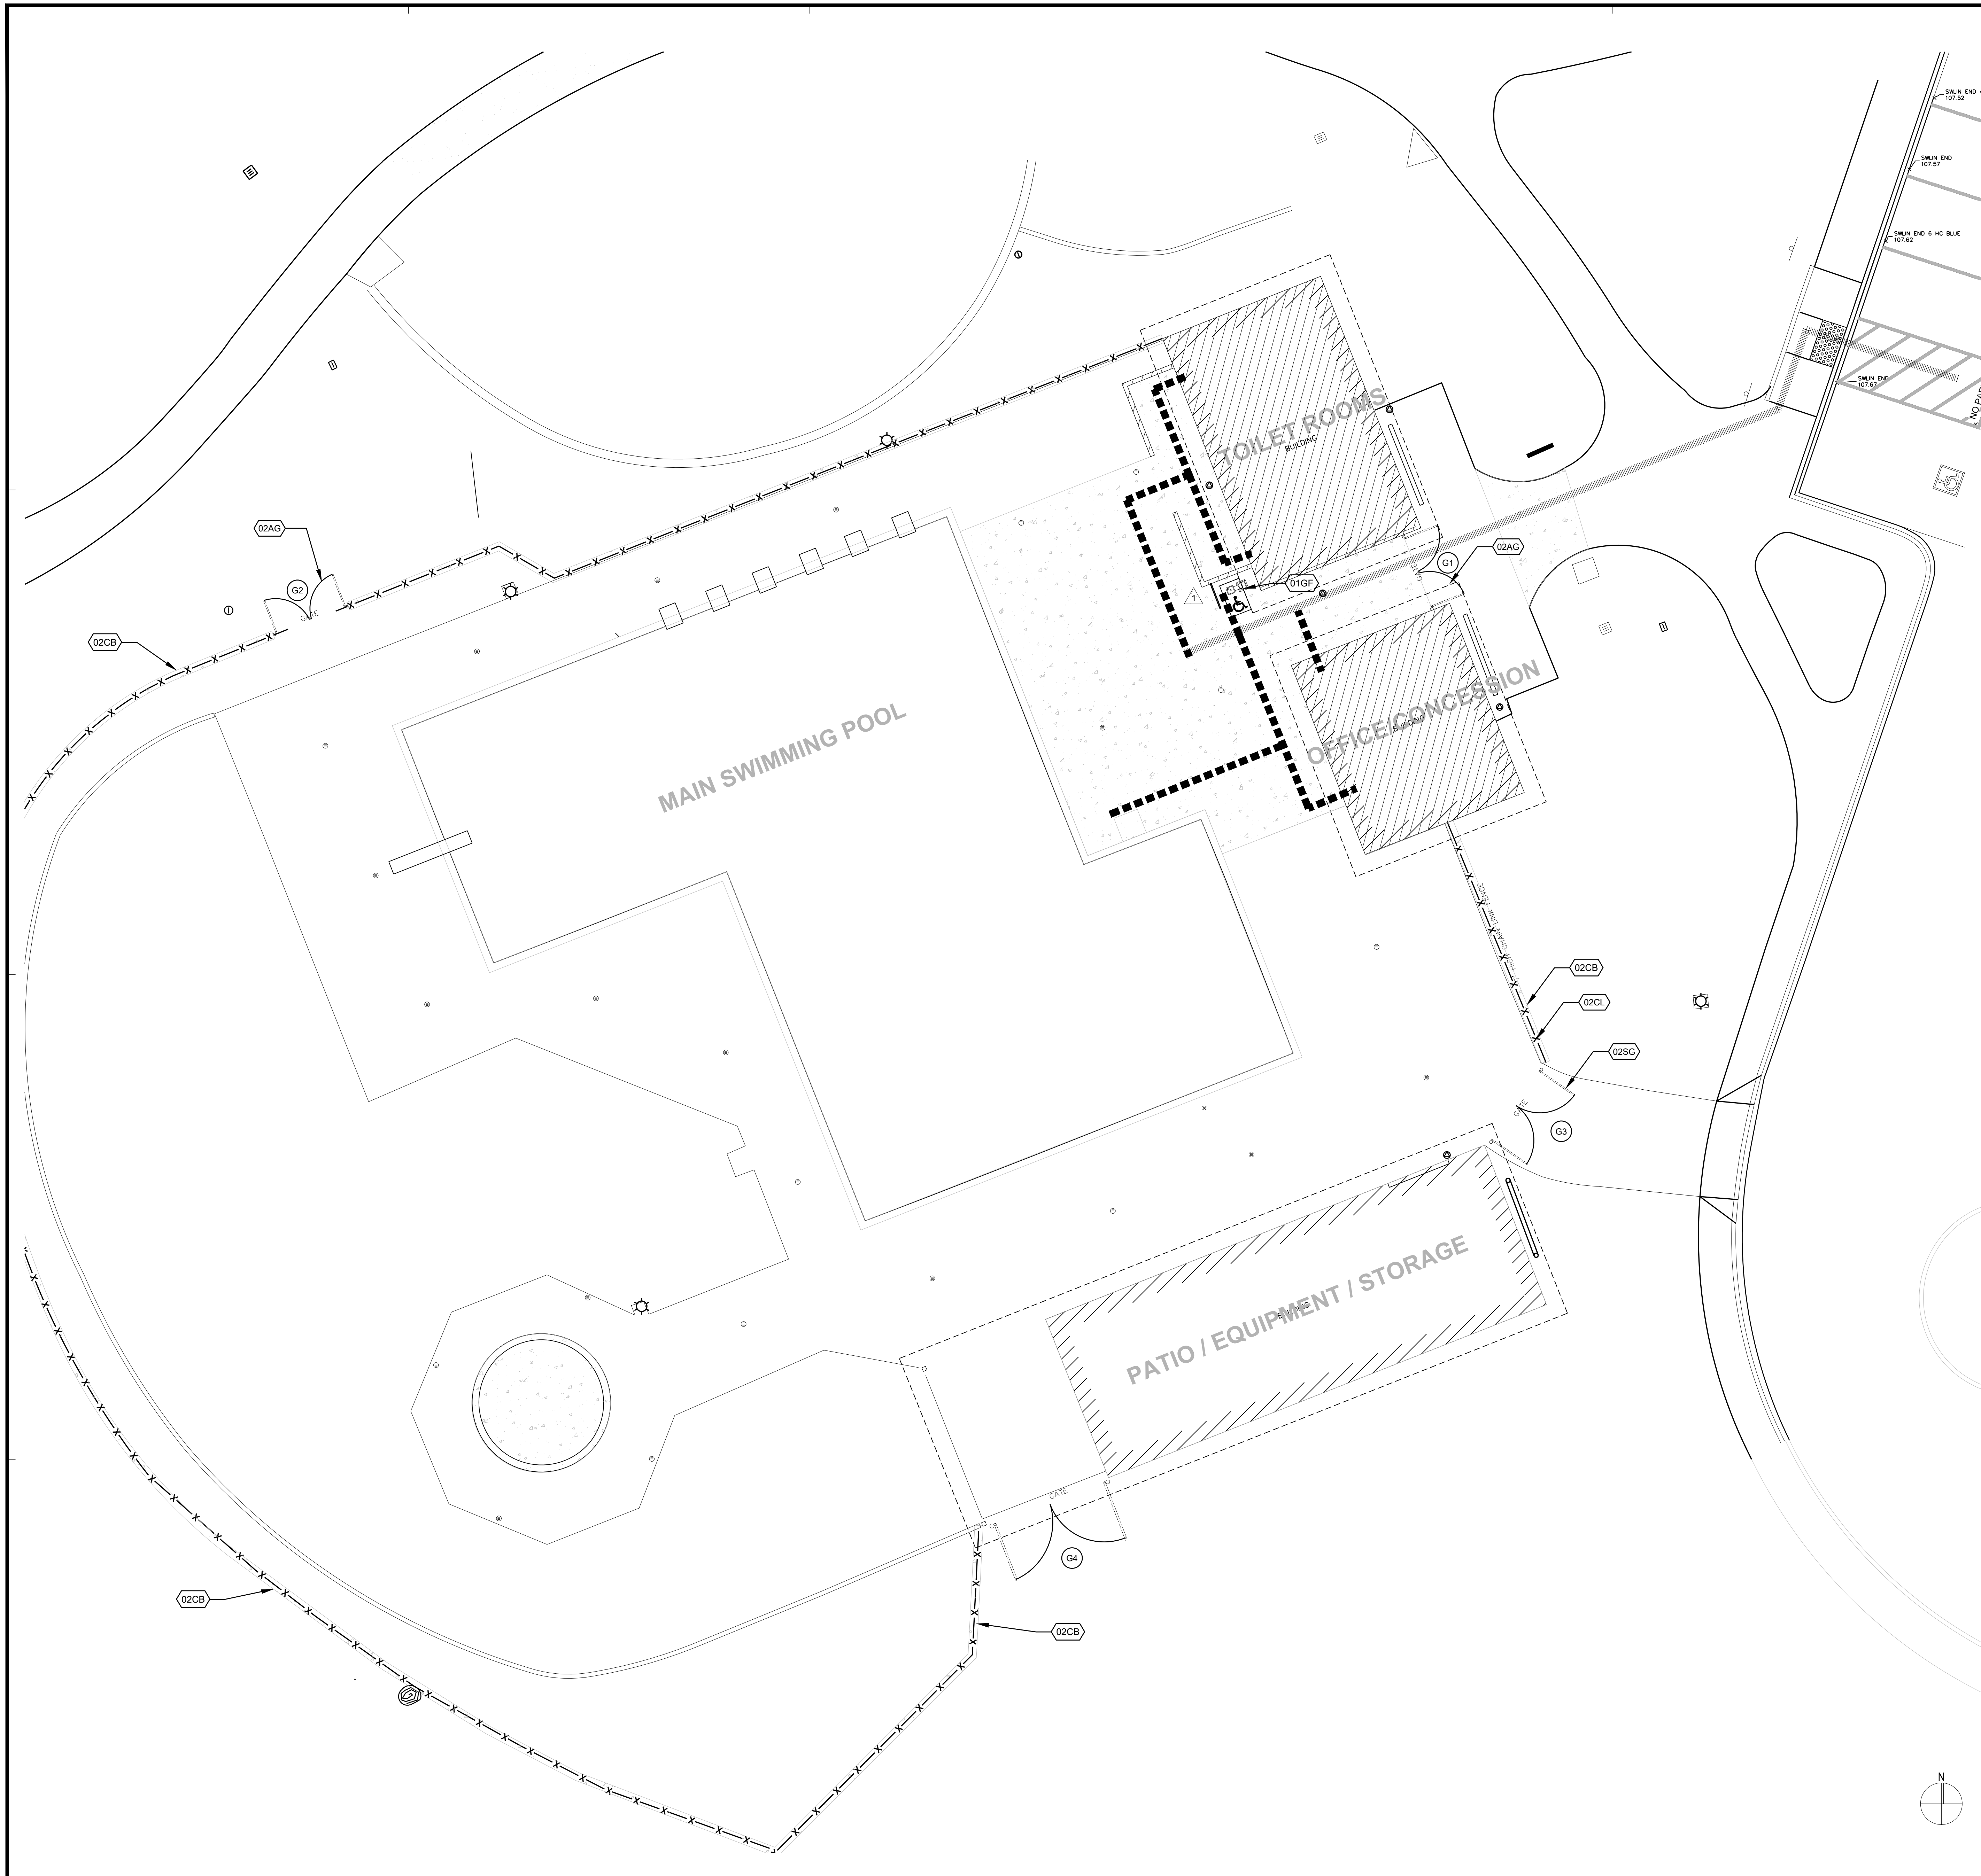 SWLIN END
107.52
SWLIN END
107.57
SWLIN END 6 HC BLUE
107.62
SWLIN END
107.67
TOILET ROOMS
BUILDING
02AG
G2
GATE
02AG
G1
GATE
01GF
1
02CB
MAIN SWIMMING POOL
OFFICE/CONCESSION
BUILDING
HIGH CHAIN LINK FENCE
02CB
02CL
02SG
GATE
G3
PATIO / EQUIPMENT / STORAGE
BUILDING
GATE
G4
02CB
02CB
N